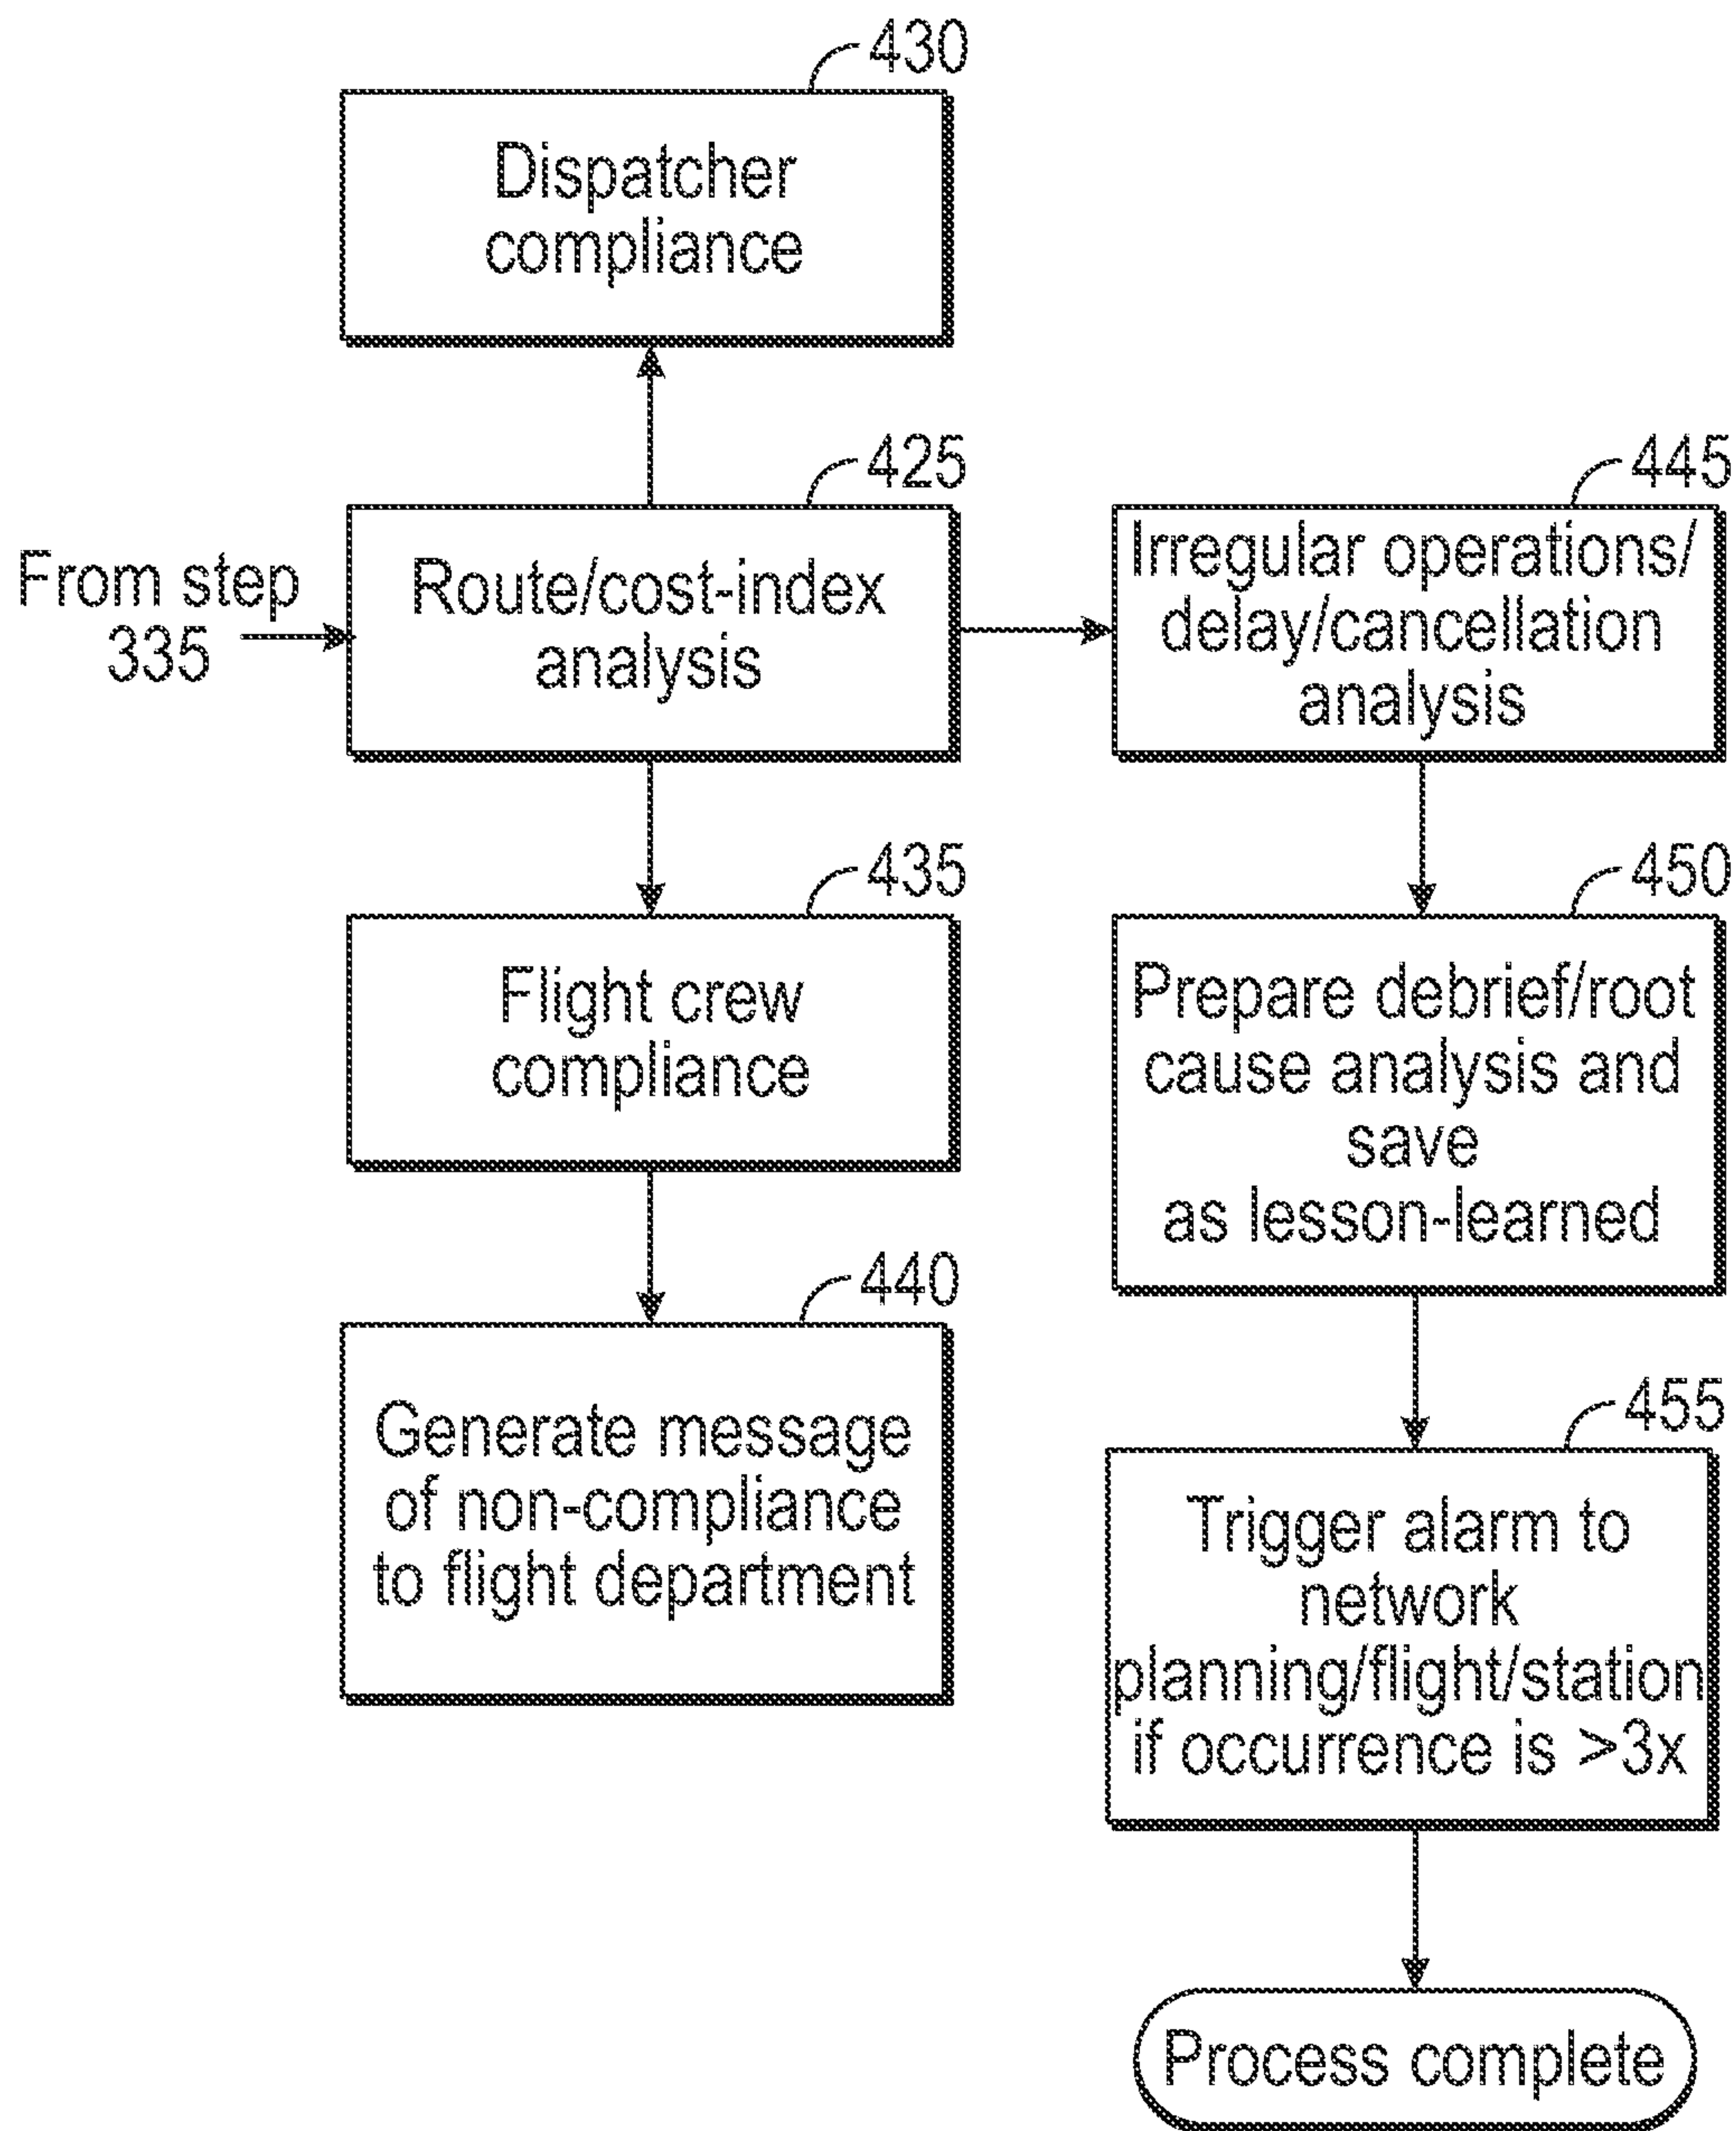 430
Dispatcher
compliance
425
445
From step
335
Route/cost-index
analysis
Irregular operations/
delay/cancellation
analysis
435
450
Flight crew
compliance
Prepare debrief/root
cause analysis and
save
as lesson-learned
440
455
Generate message
of non-compliance
to flight department
Trigger alarm to
network
planning/flight/station
if occurrence is >3x
Process complete